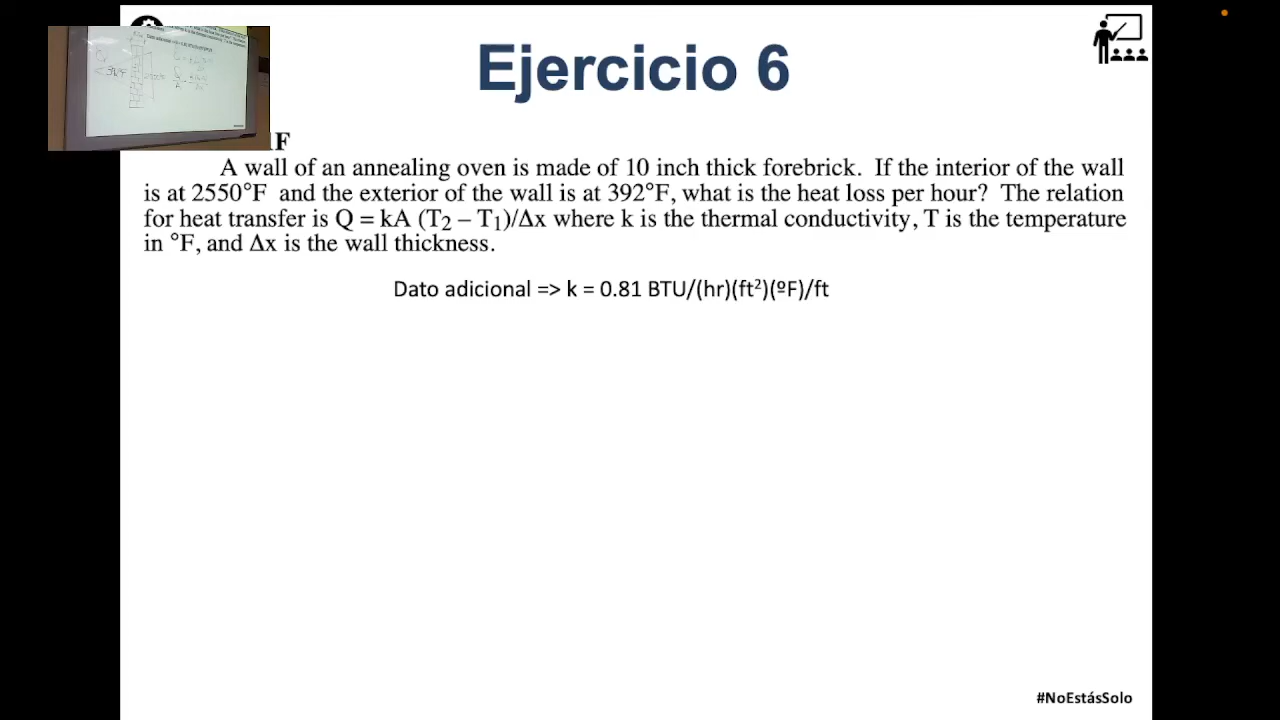 Ejercicio 6
A wall of an annealing oven is made of 10 inch thick forebrick. If the interior of the wall
is at 2550°F and the exterior of the wall is at 392°F, what is the heat loss per hour? The relation
for heat transfer is Q = kA (T₂ – T₁)/Δx where k is the thermal conductivity, T is the temperature
in °F, and Δx is the wall thickness.
Dato adicional => k = 0.81 BTU/(hr)(ft²)(ºF)/ft
#NoEstásSolo